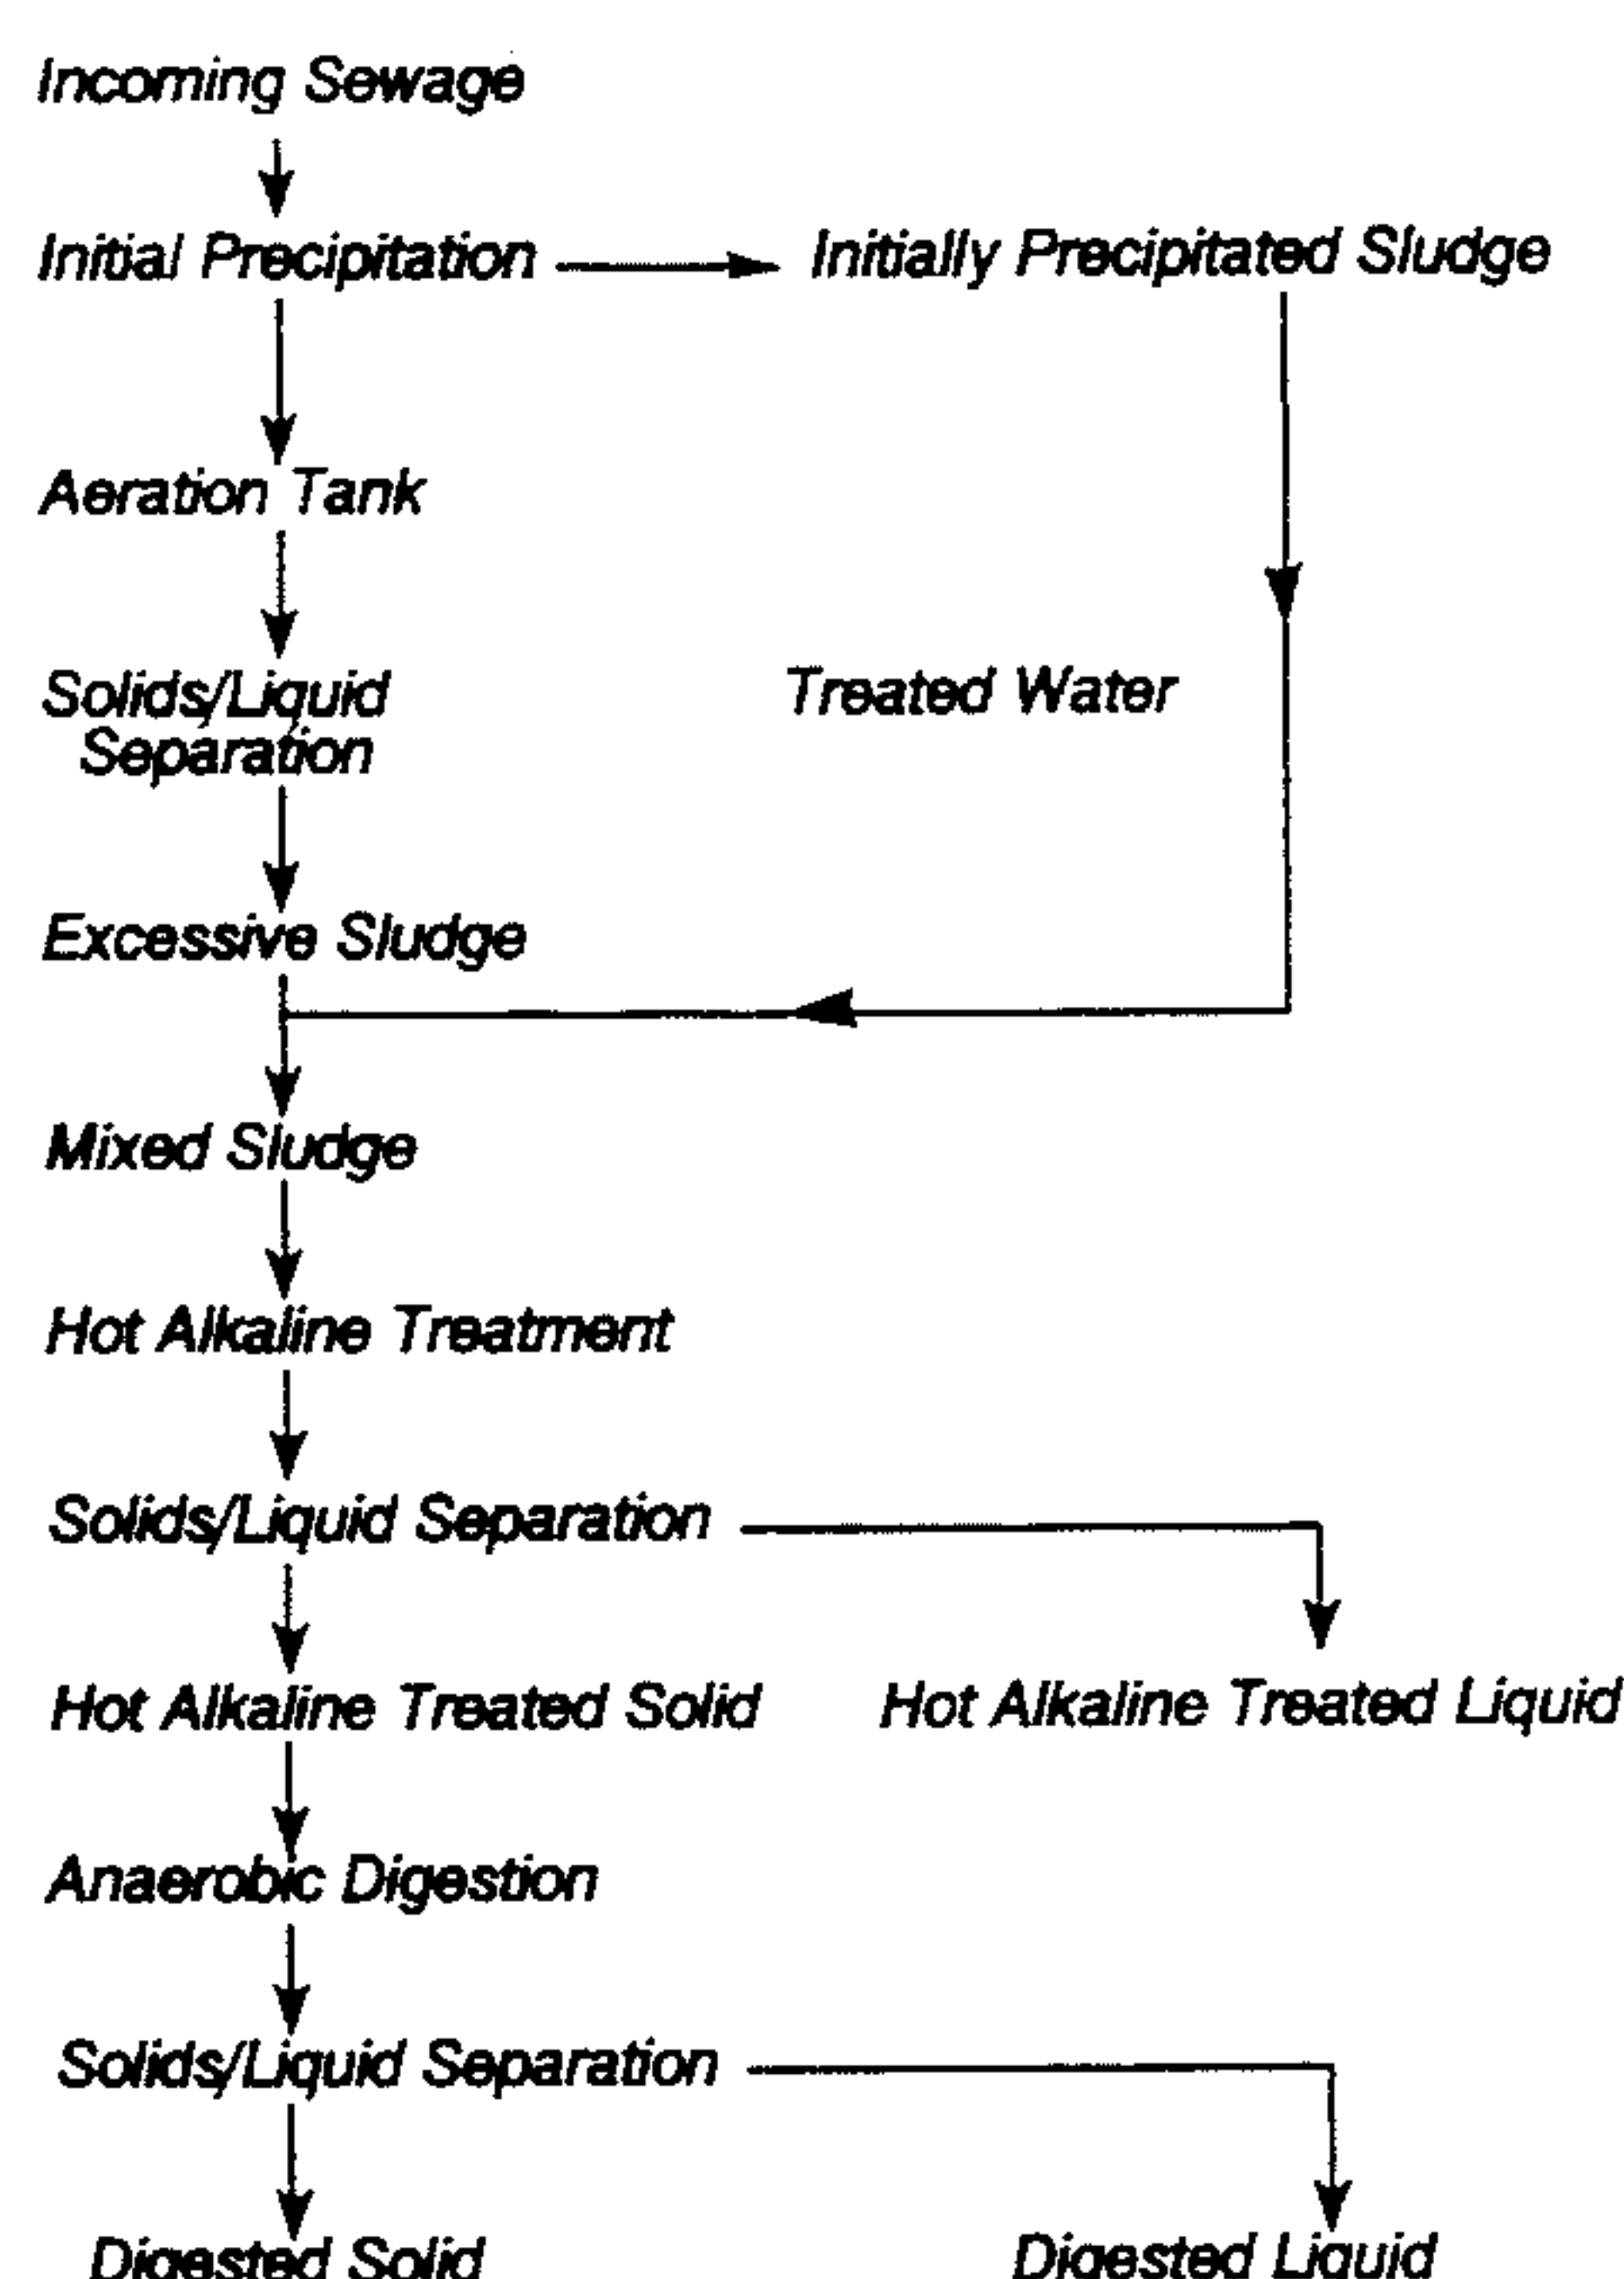 Incoming Sewage
Initial Precipitation
Initially Precipitated Sludge
Aeration Tank
Solids/Liquid
Separation
Treated Water
Excessive Sludge
Mixed Sludge
Hot Alkaline Treatment
Solids/Liquid Separation
Hot Alkaline Treated Solid
Hot Alkaline Treated Liquid
Anaerobic Digestion
Solids/Liquid Separation
Digested Solid
Digested Liquid